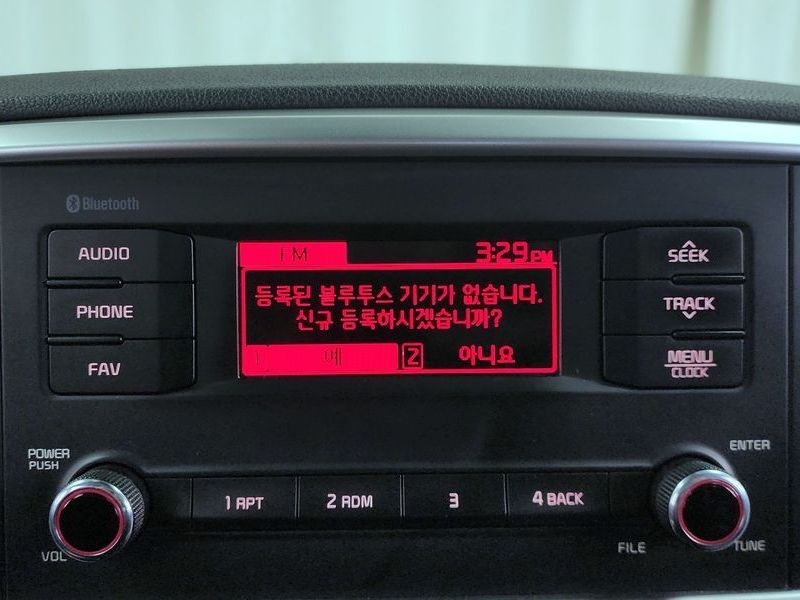 Bluetooth
AUDIO
PHONE
FAV
FM 3:29 PM
등록된 블루투스 기기가 없습니다.
신규 등록하시겠습니까?
1 예 2 아니요
SEEK
TRACK
MENU
CLOCK
POWER
PUSH
VOL
1 RPT
2 RDM
3
4 BACK
ENTER
FILE
TUNE